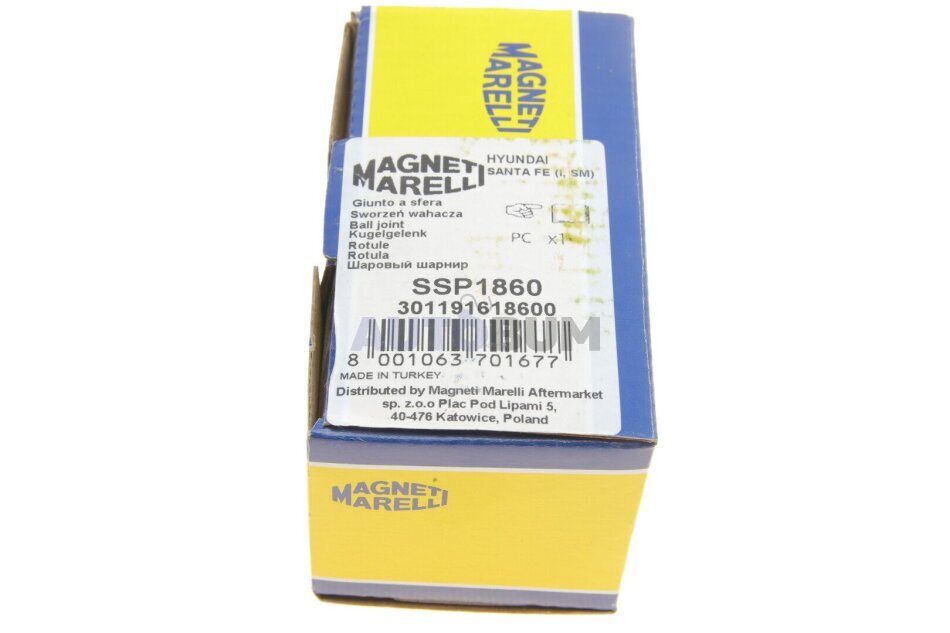 MAGNETI
MARELLI
MAGNETI
MARELLI
HYUNDAI
SANTA FE (I, SM)
Giunto a sfera
Sworzeń wahacza
Ball joint
Kugelgelenk
Rotule
Rotula
Шаровый шарнир
PC x1
SSP1860
301191618600
AUTOBUM
8 001063 701677
MADE IN TURKEY
Distributed by Magneti Marelli Aftermarket
sp. z.o.o Plac Pod Lipami 5,
40-476 Katowice, Poland
MAGNETI
MARELLI